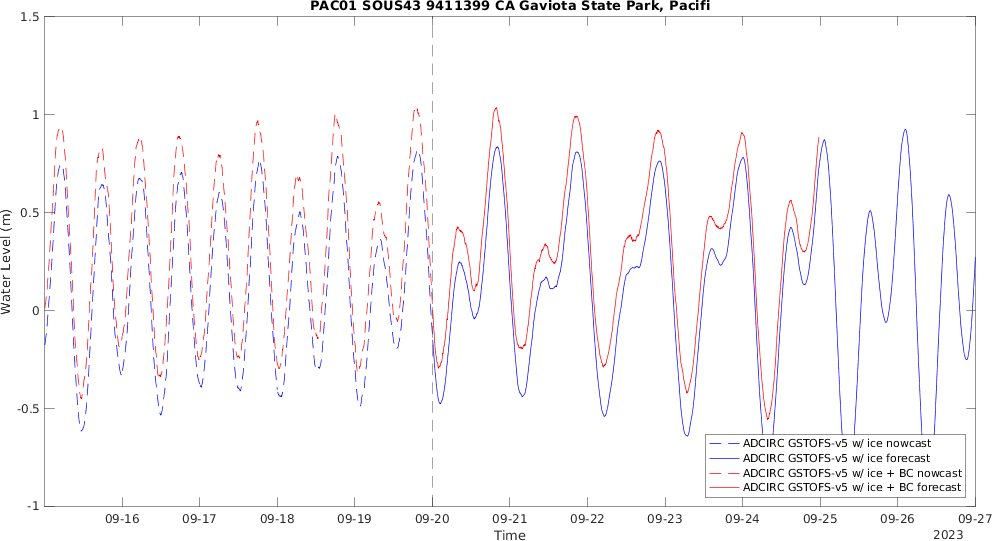 PAC01 SOUS43 9411399 CA Gaviota State Park, Pacifi
1.5
1
0.5
0
-0.5
-1
Water Level (m)
09-16 09-17 09-18 09-19 09-20 09-21 09-22 09-23 09-24 09-25 09-26 09-27
Time
2023
ADCIRC GSTOFS-v5 w/ ice nowcast
ADCIRC GSTOFS-v5 w/ ice forecast
ADCIRC GSTOFS-v5 w/ ice + BC nowcast
ADCIRC GSTOFS-v5 w/ ice + BC forecast